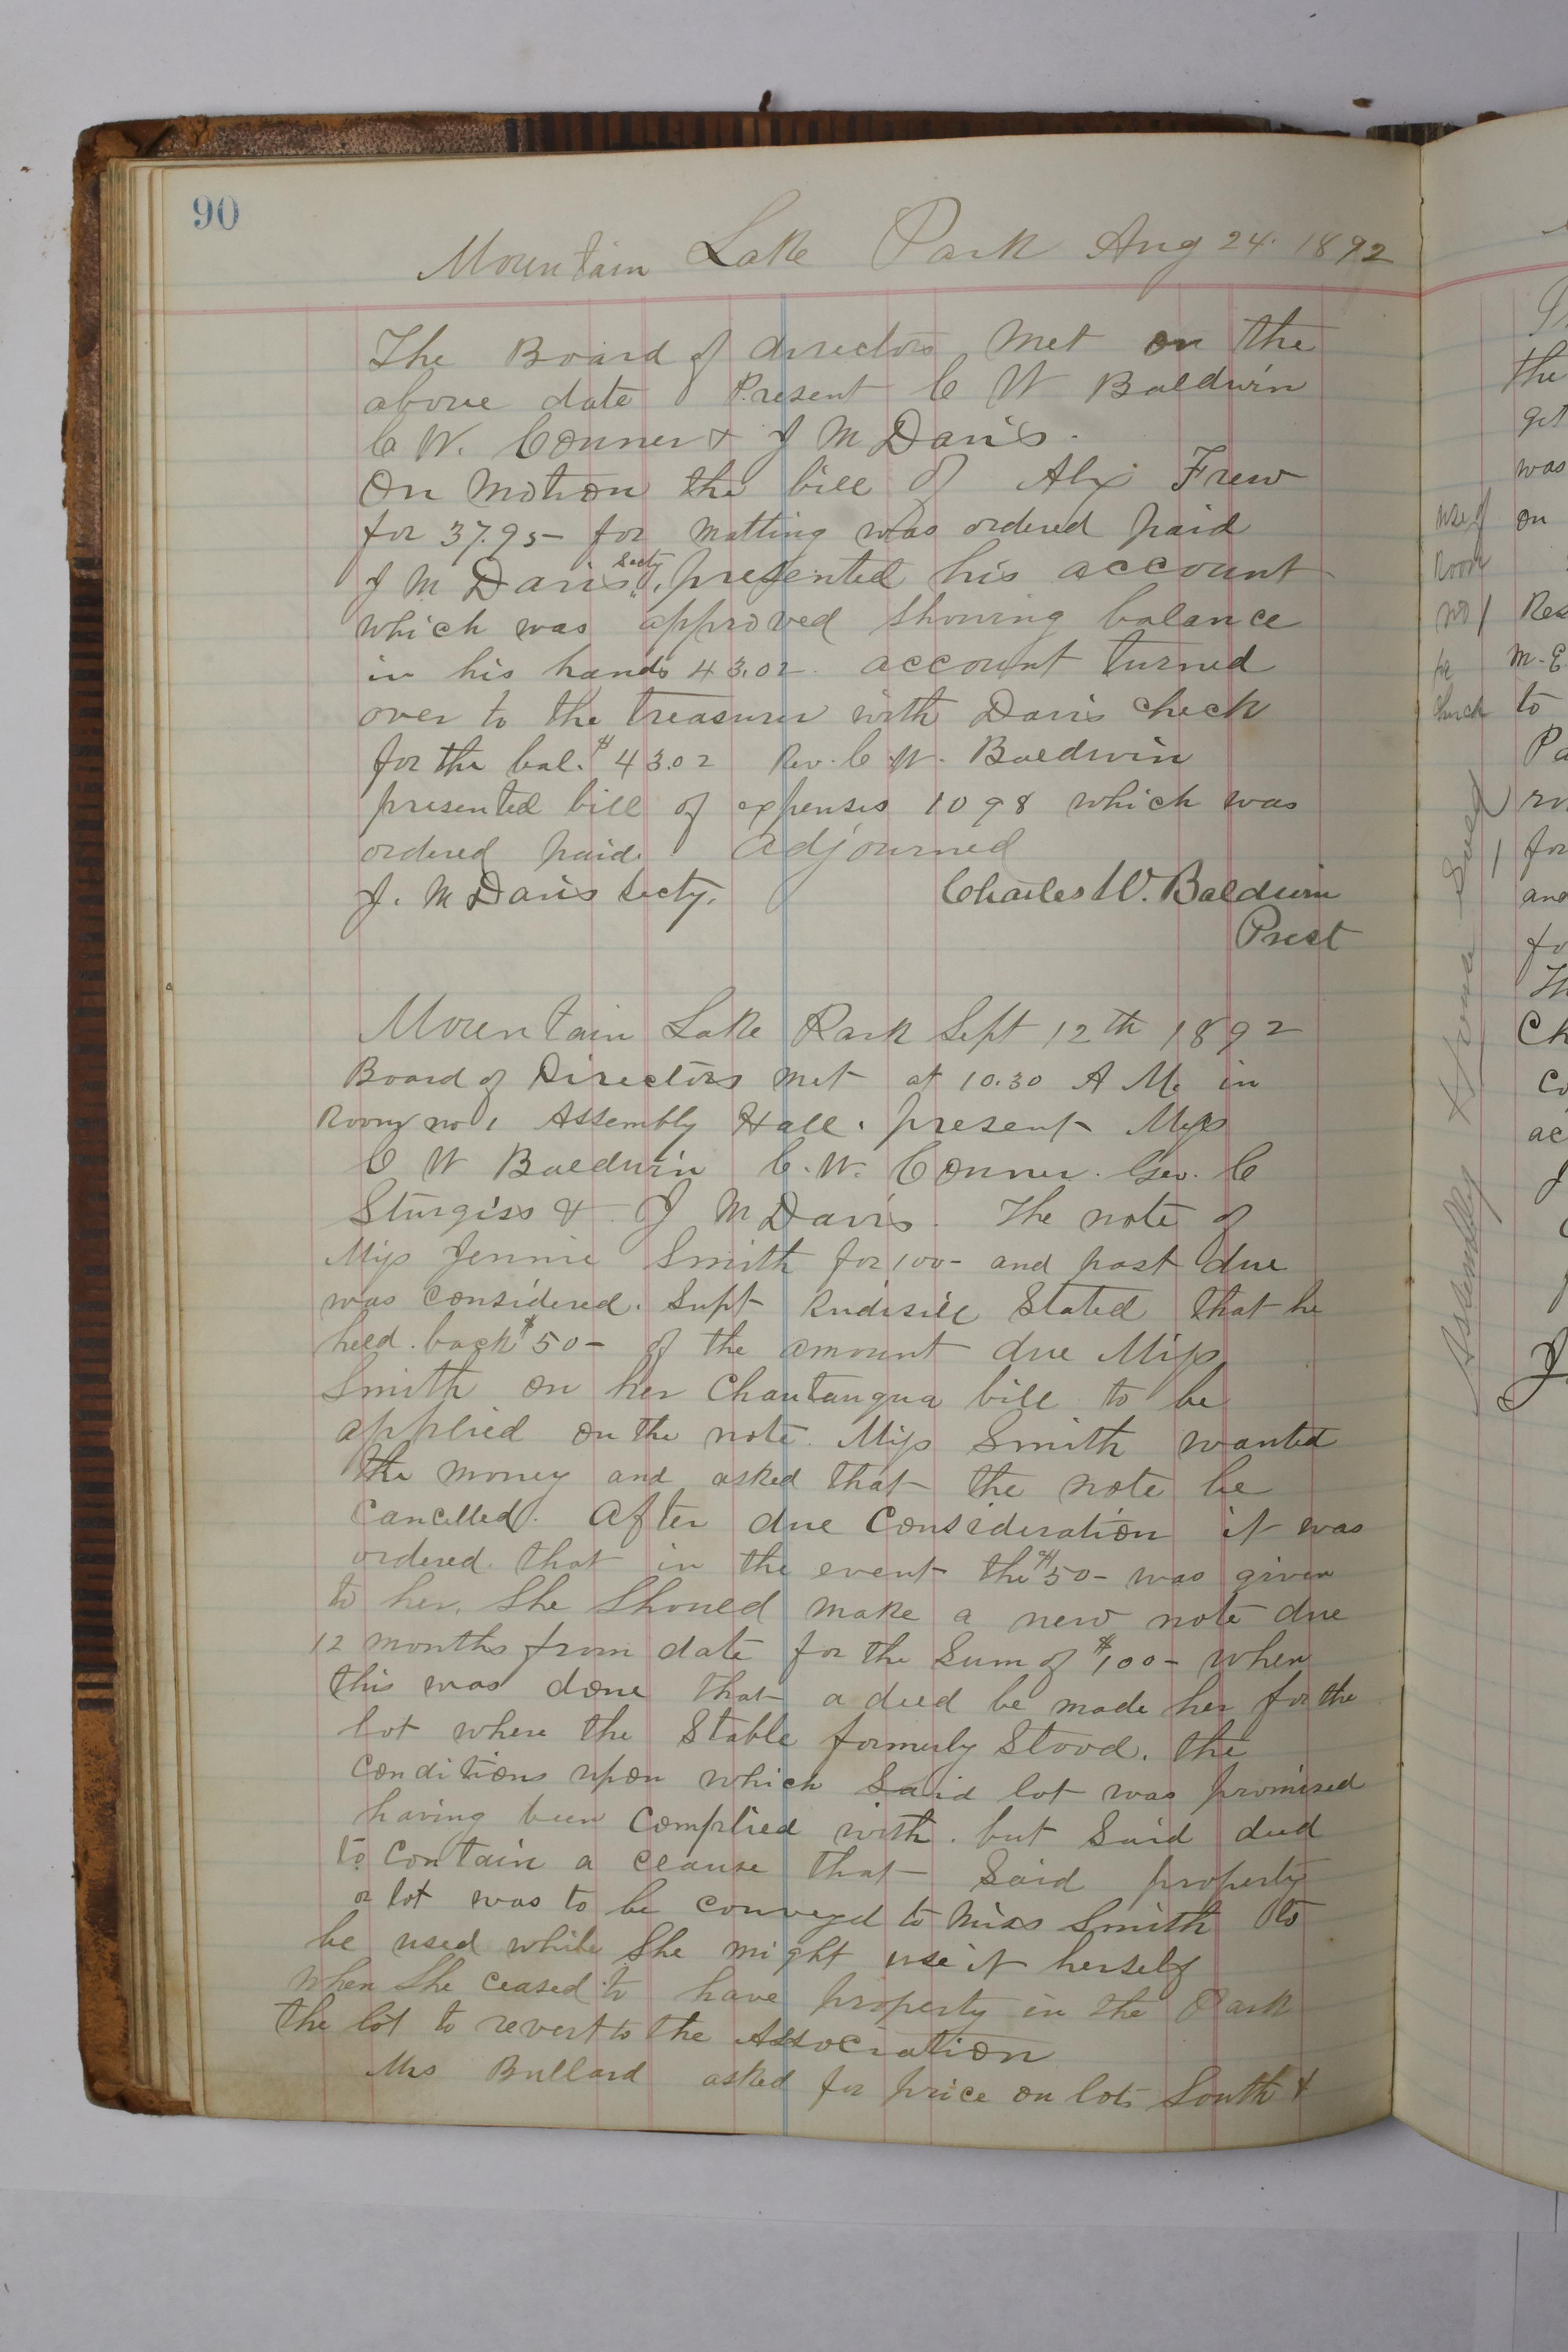 90
Mountain Lake Park Aug 24. 1892
The Board of directors Met on the
above date Present C W Baldwin
C W. Conner & J M Davis.
On Motion the bill of Alx Frew
for 37.95 for matting was ordered paid
J M Davis Secty, presented his account
which was approved showing balance
in his hands 43.02 account turned
over to the treasurer with Davis check
for the bal. $43.02 Rev. C. W. Baldwin
presented bill of expenses 10 98 which was
ordered paid. Adjourned
J. M Davis Secty. Charles W. Baldwin
Prest
Mountain Lake Park Sept 12th 1892
Board of Directors met at 10.30 A M. in
Room no 1 Assembly Hall. present Mess
C W Baldwin C. W. Conner. Geo. C
Sturgiss & J M Davis. The note of
Miss Jennie Smith for 100- and past due
was considered. Supt Rudisill Stated that he
held back $50- of the amount due Miss
Smith on her Chautauqua bill to be
applied on the note. Miss Smith wanted
the money and asked that the note be
Cancelled. After due Consideration it was
ordered that in the event the $50- was given
to her, She Should make a new note due
12 months from date for the Sum of $100- when
this was done that a deed be made her for the
lot where the Stable formerly Stood. the
Conditions upon which Said lot was promised
having been Complied with. but Said deed
to Contain a clause that Said property
or lot was to be conveyed to Miss Smith to
be used while She might use it herself
when She ceased to have property in the Park
the lot to revert to the Association
Mrs Bullard asked for price on lots South &
the
get
was
use of on
Room
no 1 Res
M. E
Church to
Pa
for
and
Th
Ch
Co
ac
Assembly